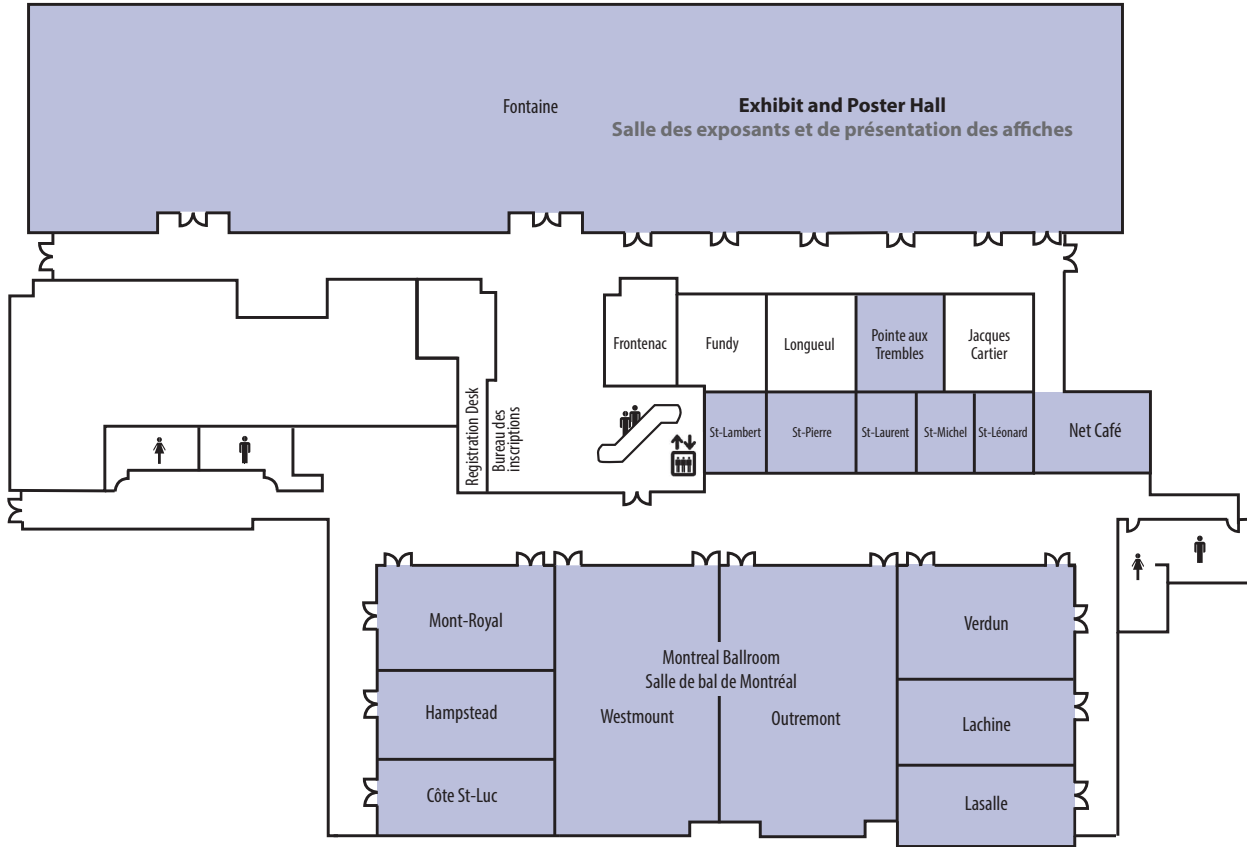 Fontaine
Exhibit and Poster Hall
Salle des exposants et de présentation des affiches
Frontenac
Fundy
Longueul
Pointe aux
Trembles
Jacques
Cartier
Registration Desk
Bureau des
inscriptions
St-Lambert
St-Pierre
St-Laurent
St-Michel
St-Léonard
Net Café
Mont-Royal
Hampstead
Côte St-Luc
Montreal Ballroom
Salle de bal de Montréal
Westmount
Outremont
Verdun
Lachine
Lasalle